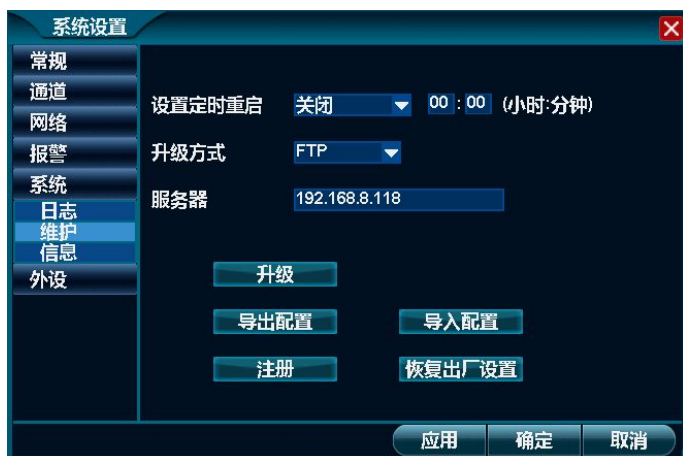 系统设置
常规
通道
网络
报警
系统
日志
维护
信息
外设
设置定时重启 关闭 00 : 00 (小时:分钟)
升级方式 FTP
服务器 192.168.8.118
升级
导出配置 导入配置
注册 恢复出厂设置
应用 确定 取消